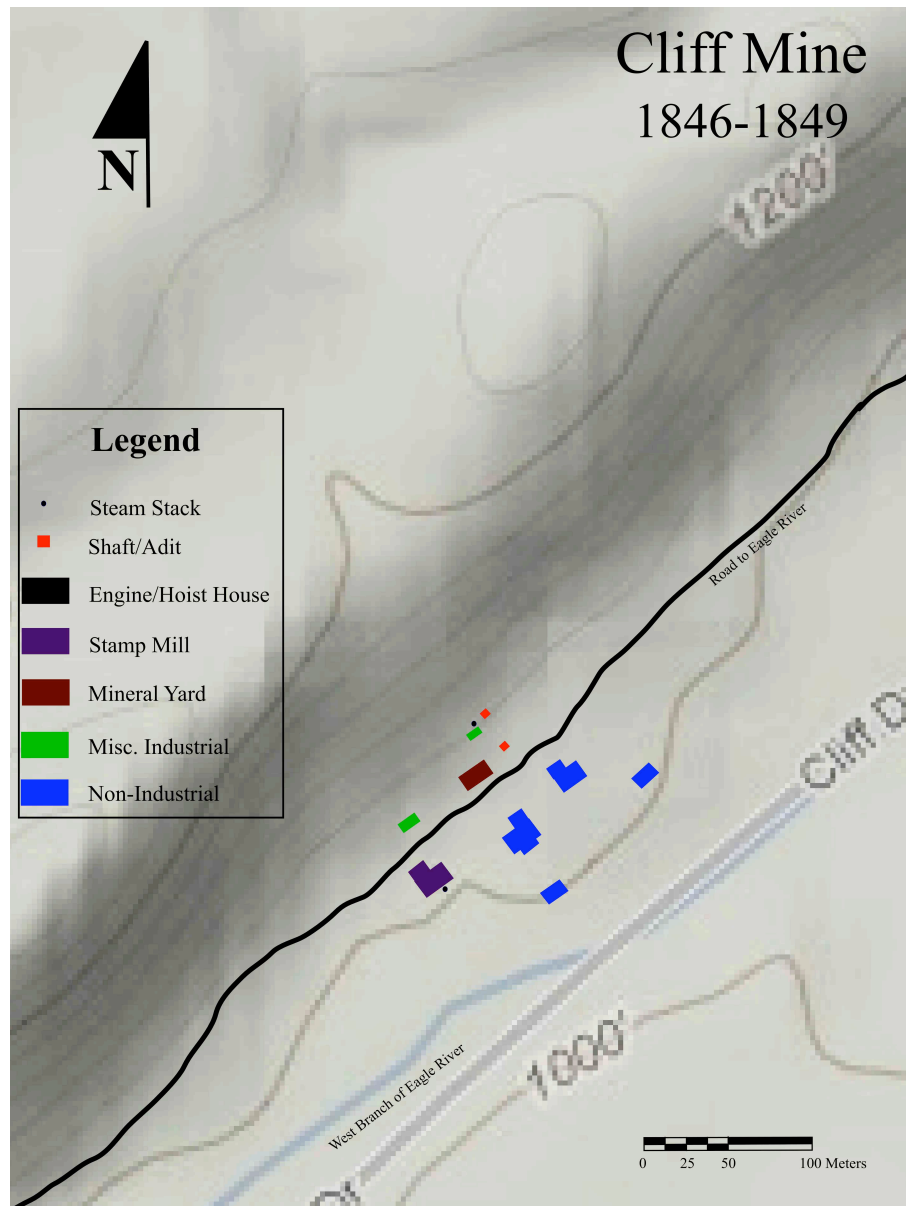 Cliff Mine
1846-1849
N
1200'
Legend
Steam Stack
Shaft/Adit
Engine/Hoist House
Stamp Mill
Mineral Yard
Misc. Industrial
Non-Industrial
Road to Eagle River
Cliff D
1000'
West Branch of Eagle River
0 25 50 100 Meters